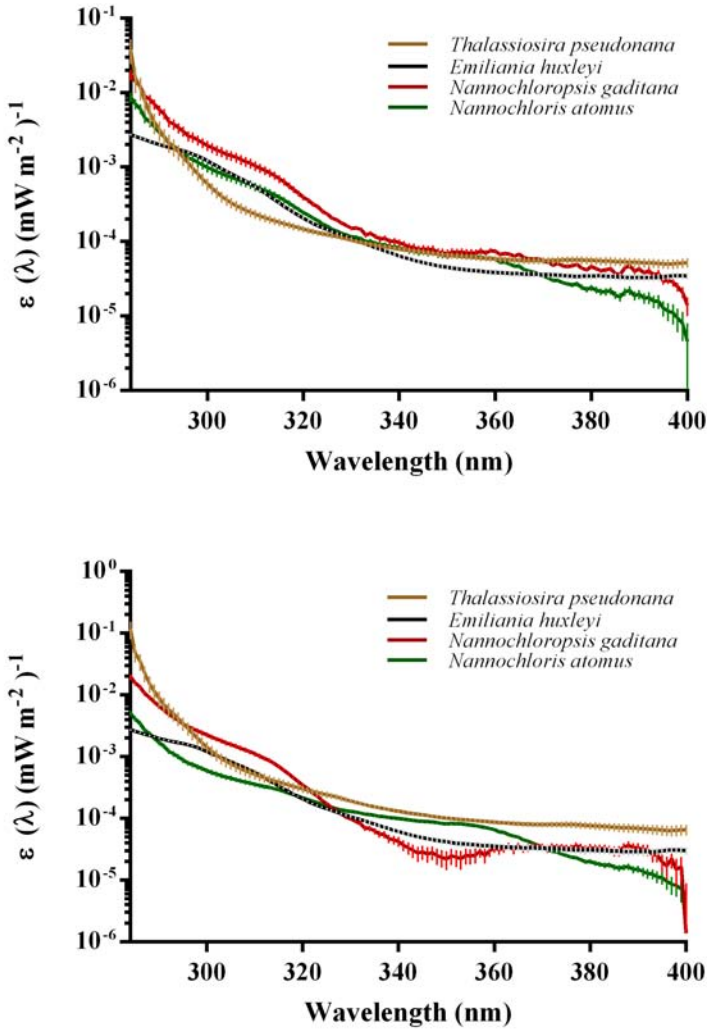 10⁻¹
Thalassiosira pseudonana
Emiliania huxleyi
10⁻²
Nannochloropsis gaditana
Nannochloris atomus
10⁻³
10⁻⁴
10⁻⁵
10⁻⁶
ε (λ) (mW m⁻²)⁻¹
300 320 340 360 380 400
Wavelength (nm)
10⁰
Thalassiosira pseudonana
Emiliania huxleyi
10⁻¹
Nannochloropsis gaditana
Nannochloris atomus
10⁻²
10⁻³
10⁻⁴
10⁻⁵
10⁻⁶
ε (λ) (mW m⁻²)⁻¹
300 320 340 360 380 400
Wavelength (nm)